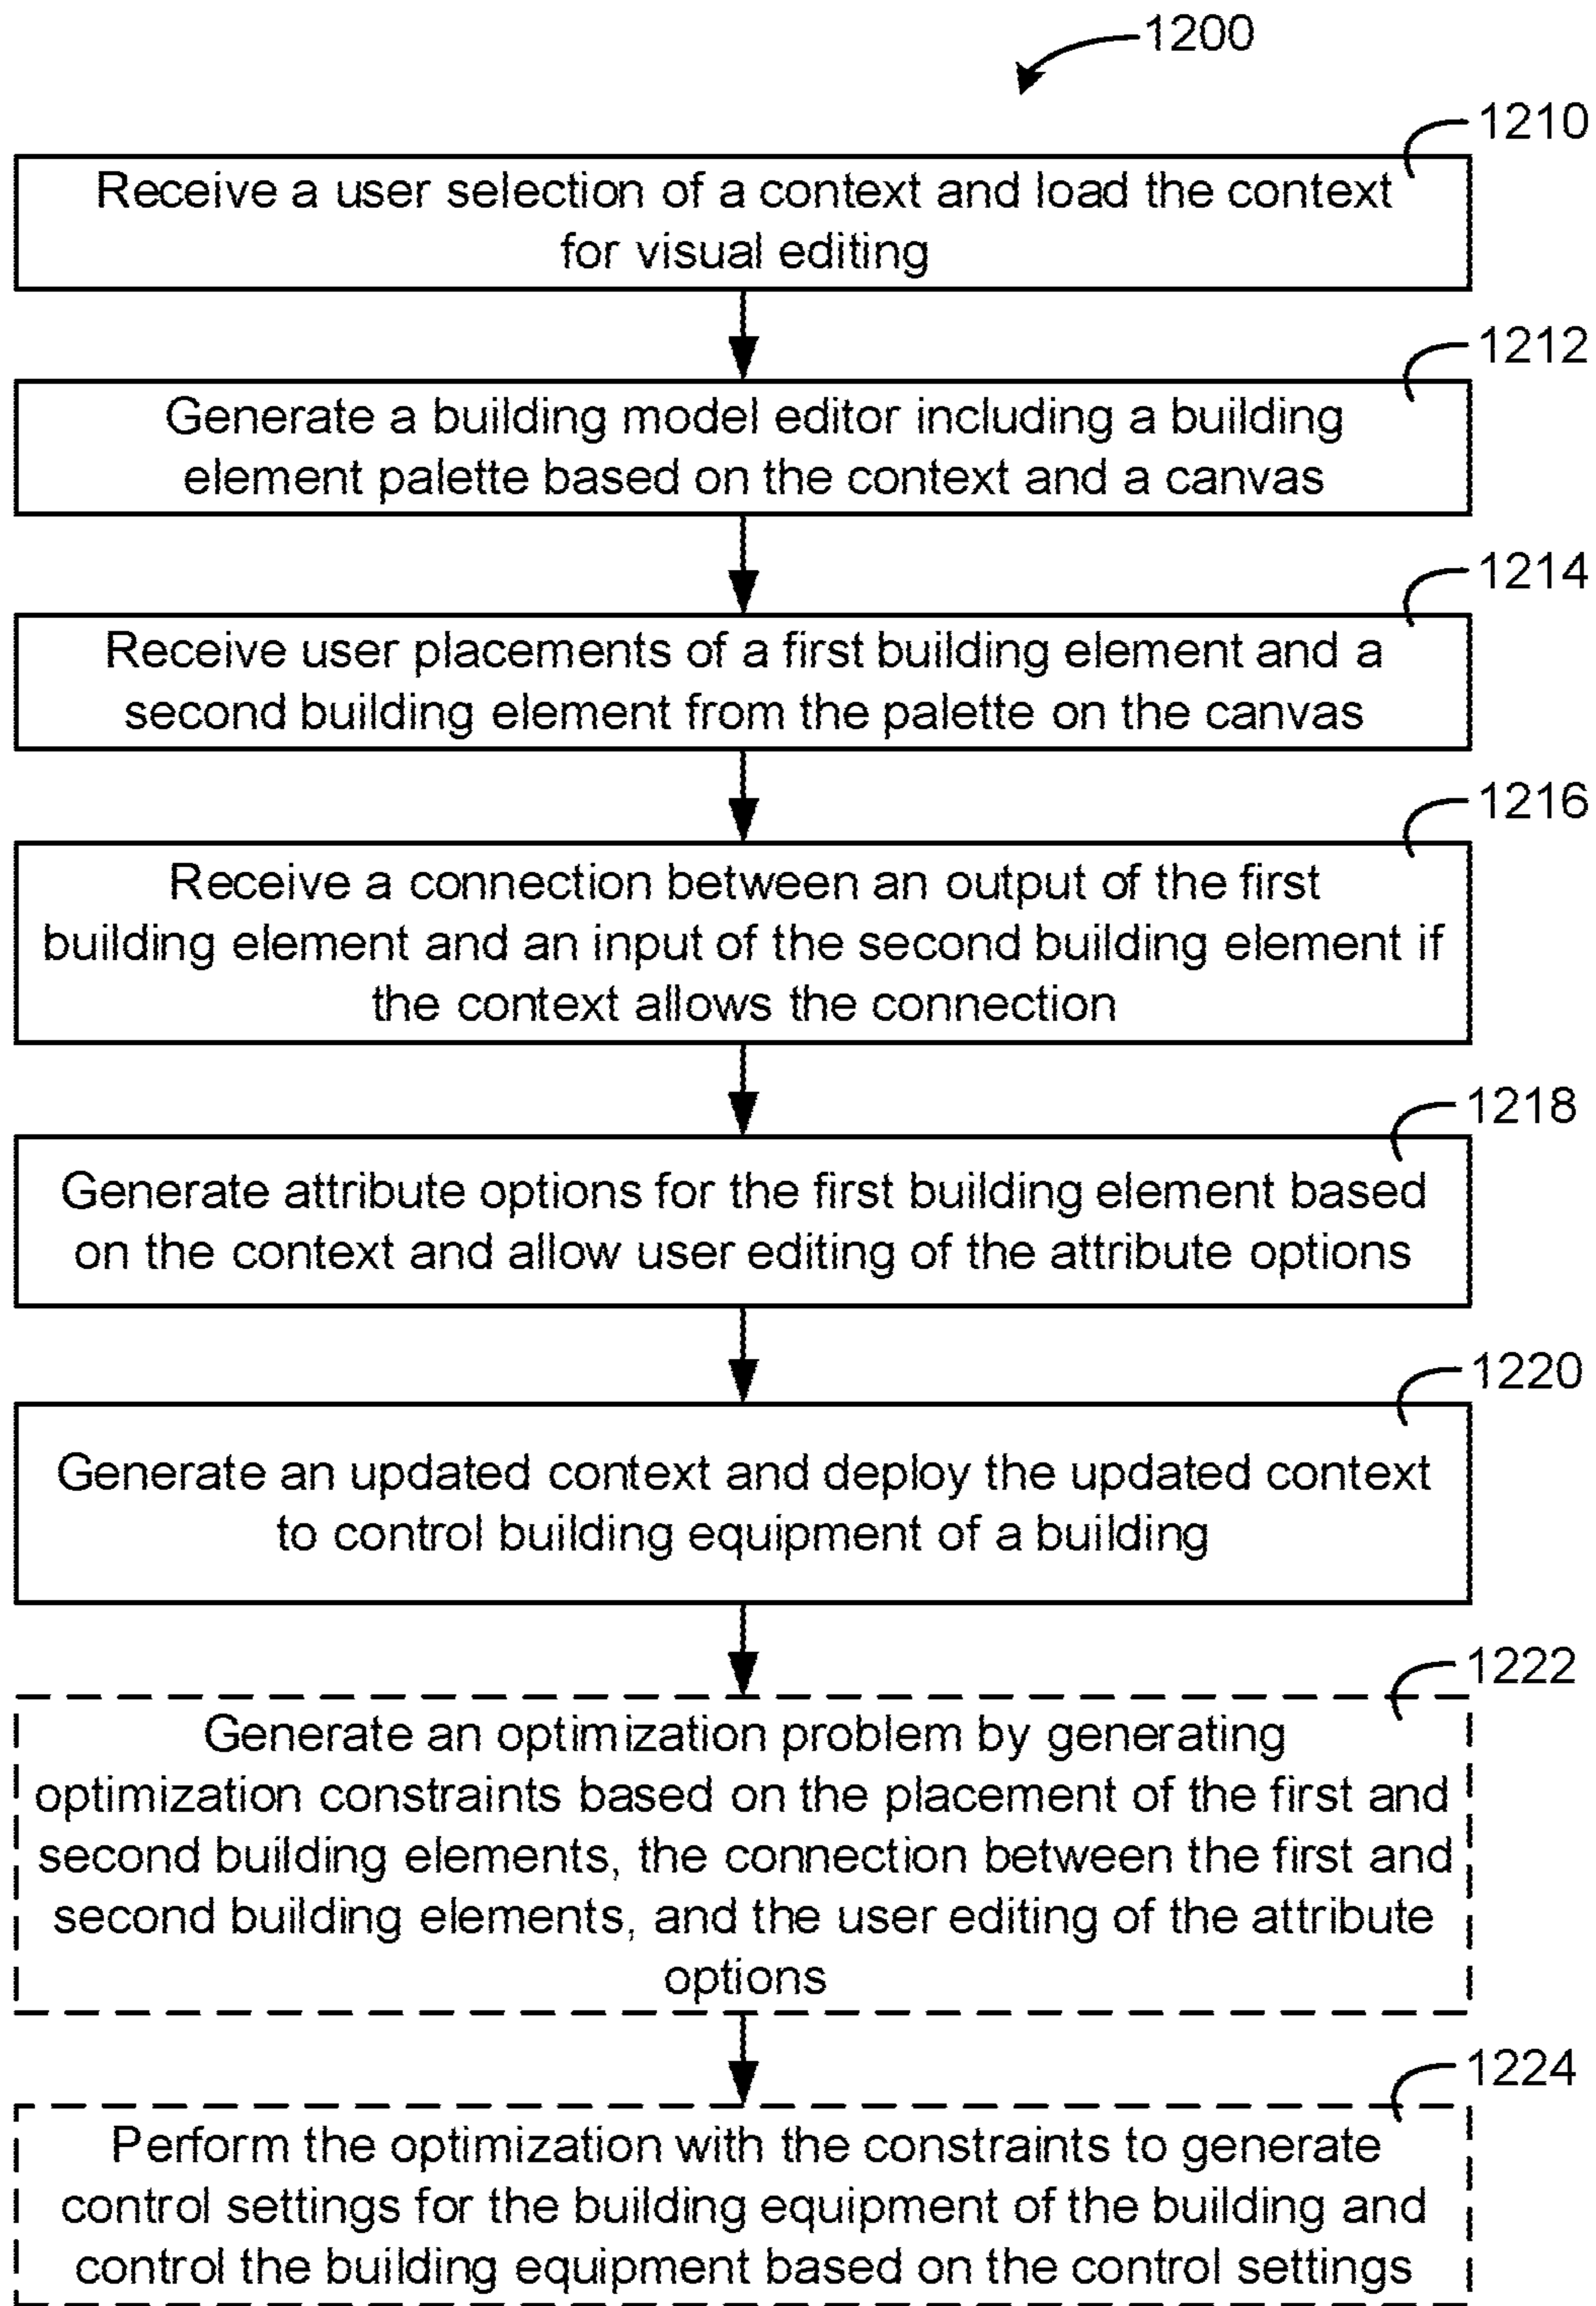 1200
1210
Receive a user selection of a context and load the context
for visual editing
1212
Generate a building model editor including a building
element palette based on the context and a canvas
1214
Receive user placements of a first building element and a
second building element from the palette on the canvas
1216
Receive a connection between an output of the first
building element and an input of the second building element if
the context allows the connection
1218
Generate attribute options for the first building element based
on the context and allow user editing of the attribute options
1220
Generate an updated context and deploy the updated context
to control building equipment of a building
1222
Generate an optimization problem by generating
optimization constraints based on the placement of the first and
second building elements, the connection between the first and
second building elements, and the user editing of the attribute
options
1224
Perform the optimization with the constraints to generate
control settings for the building equipment of the building and
control the building equipment based on the control settings